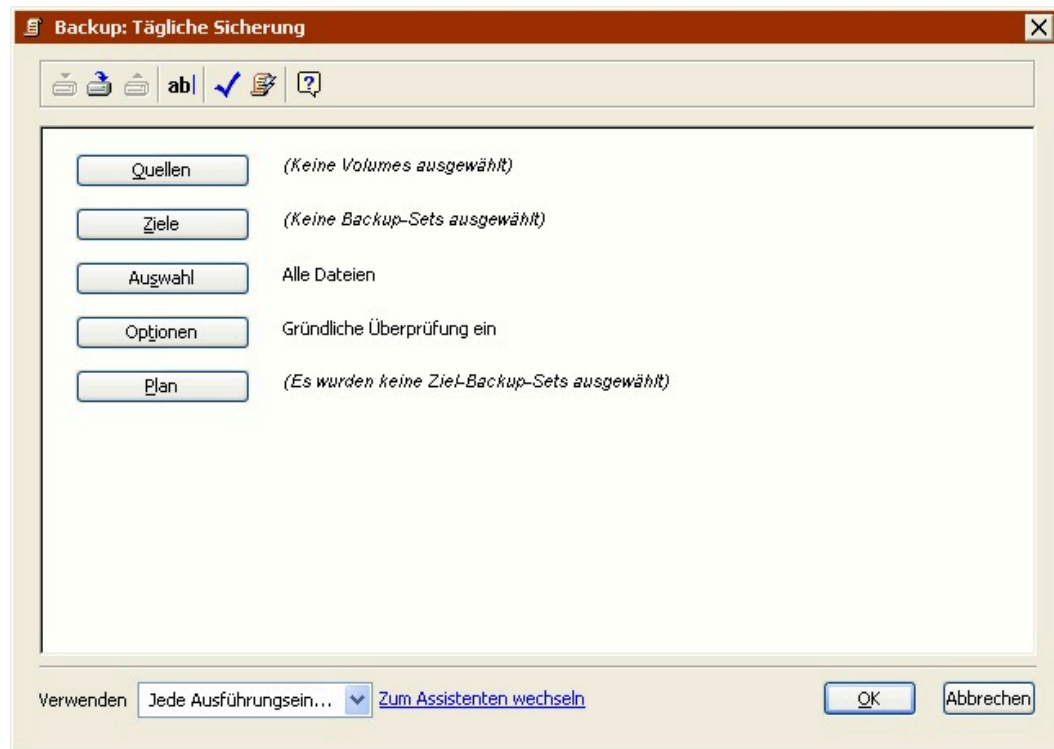 Backup: Tägliche Sicherung
ab|
Quellen (Keine Volumes ausgewählt)
Ziele (Keine Backup-Sets ausgewählt)
Auswahl Alle Dateien
Optionen Gründliche Überprüfung ein
Plan (Es wurden keine Ziel-Backup-Sets ausgewählt)
Verwenden Jede Ausführungsein... Zum Assistenten wechseln OK Abbrechen